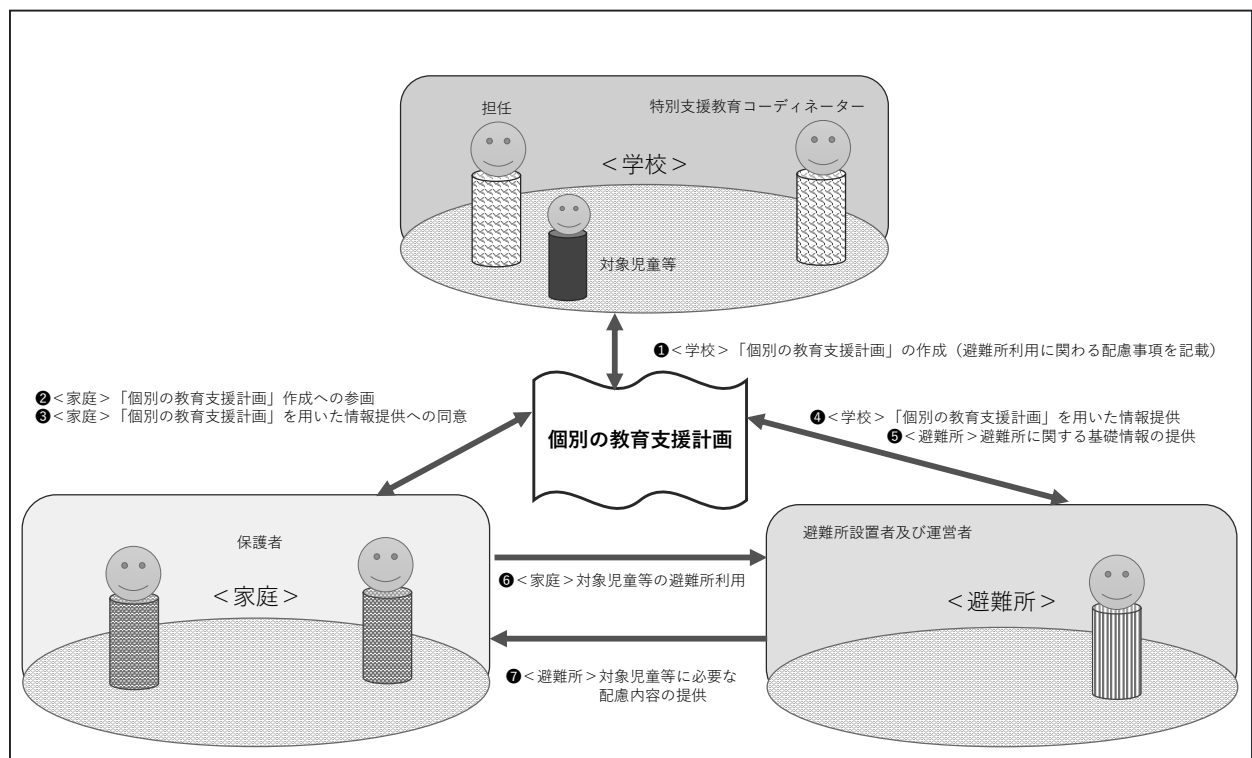 担任
特別支援教育コーディネーター
＜学校＞
対象児童等
❶＜学校＞「個別の教育支援計画」の作成（避難所利用に関わる配慮事項を記載）
❷＜家庭＞「個別の教育支援計画」作成への参画
❸＜家庭＞「個別の教育支援計画」を用いた情報提供への同意
個別の教育支援計画
❹＜学校＞「個別の教育支援計画」を用いた情報提供
❺＜避難所＞避難所に関する基礎情報の提供
保護者
＜家庭＞
避難所設置者及び運営者
＜避難所＞
❻＜家庭＞対象児童等の避難所利用
❼＜避難所＞対象児童等に必要な
配慮内容の提供